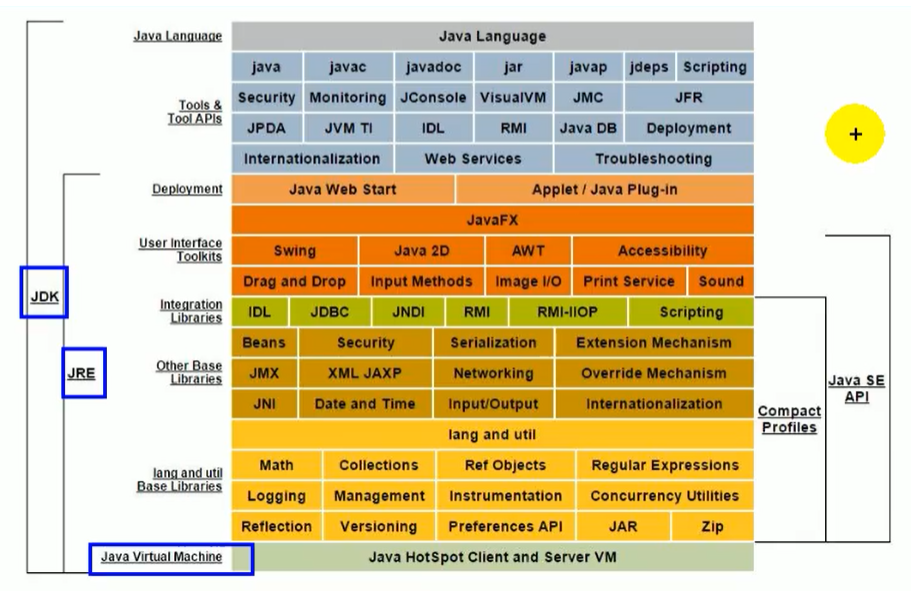 Java Language
Java Language
java javac javadoc jar javap jdeps Scripting
Tools &
Tool APIs
Security Monitoring JConsole VisualVM JMC JFR
JPDA JVM TI IDL RMI Java DB Deployment
Internationalization Web Services Troubleshooting
Deployment
Java Web Start Applet / Java Plug-in
JavaFX
User Interface
Toolkits
Swing Java 2D AWT Accessibility
Drag and Drop Input Methods Image I/O Print Service Sound
JDK
Integration
Libraries
IDL JDBC JNDI RMI RMI-IIOP Scripting
Beans Security Serialization Extension Mechanism
JRE
Other Base
Libraries
JMX XML JAXP Networking Override Mechanism
JNI Date and Time Input/Output Internationalization
Java SE
API
Compact
Profiles
lang and util
lang and util
Base Libraries
Math Collections Ref Objects Regular Expressions
Logging Management Instrumentation Concurrency Utilities
Reflection Versioning Preferences API JAR Zip
Java Virtual Machine
Java HotSpot Client and Server VM